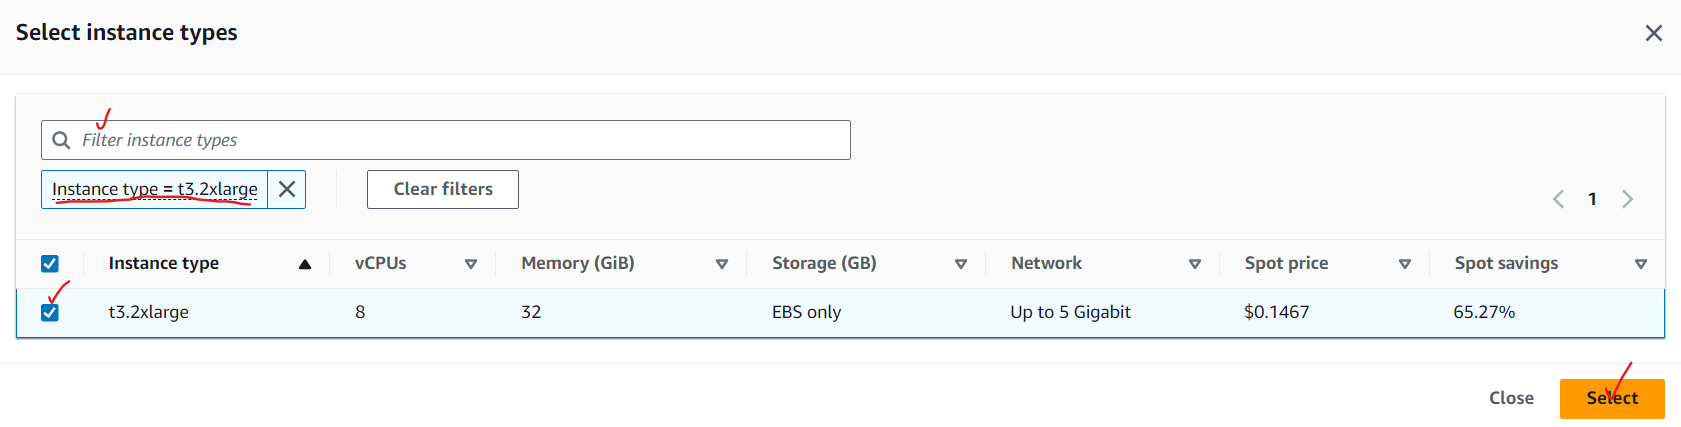 Select instance types
Filter instance types
Instance type = t3.2xlarge
Clear filters
1
Instance type vCPUs Memory (GiB) Storage (GB) Network Spot price Spot savings
t3.2xlarge 8 32 EBS only Up to 5 Gigabit $0.1467 65.27%
Close Select